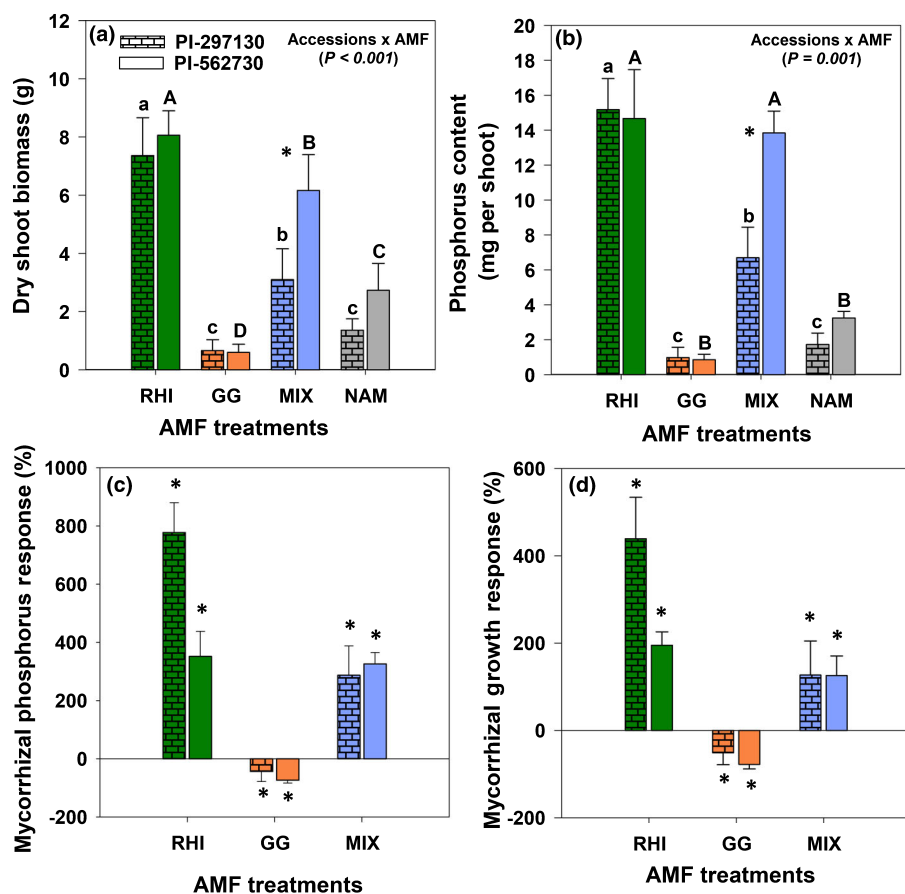 (a)
PI-297130
PI-562730
Accessions x AMF
(P < 0.001)
Dry shoot biomass (g)
12
10
8
6
4
2
0
a
A
c
D
*
b
B
c
C
RHI
GG
MIX
NAM
AMF treatments
(b)
Accessions x AMF
(P = 0.001)
Phosphorus content
(mg per shoot)
20
18
16
14
12
10
8
6
4
2
0
a
A
c
B
*
b
A
c
B
RHI
GG
MIX
NAM
AMF treatments
(c)
Mycorrhizal phosphorus response (%)
1000
800
600
400
200
0
-200
*
*
*
*
*
*
RHI
GG
MIX
AMF treatments
(d)
Mycorrhizal growth response (%)
600
400
200
0
-200
*
*
*
*
*
*
RHI
GG
MIX
AMF treatments